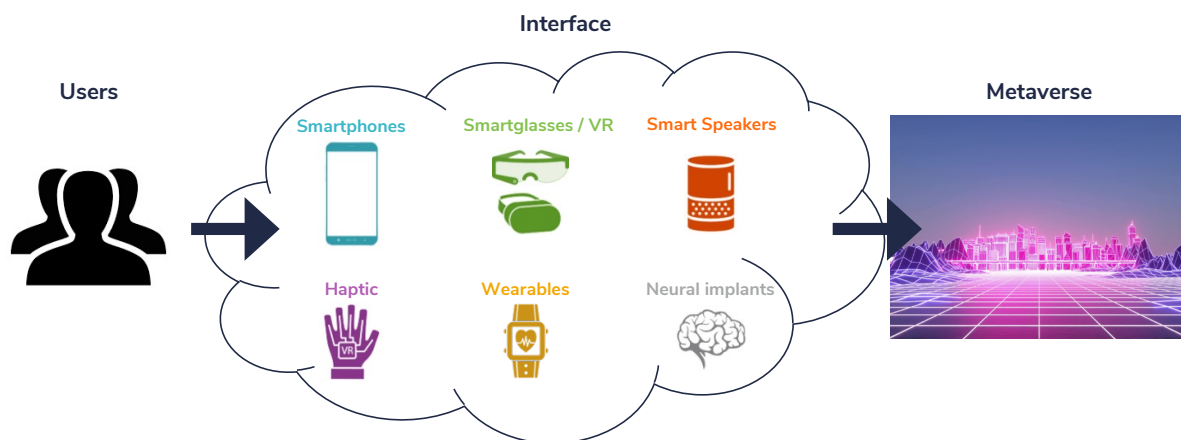 Interface
Users
Metaverse
Smartphones
Smartglasses / VR
Smart Speakers
Haptic
Wearables
Neural implants
VR